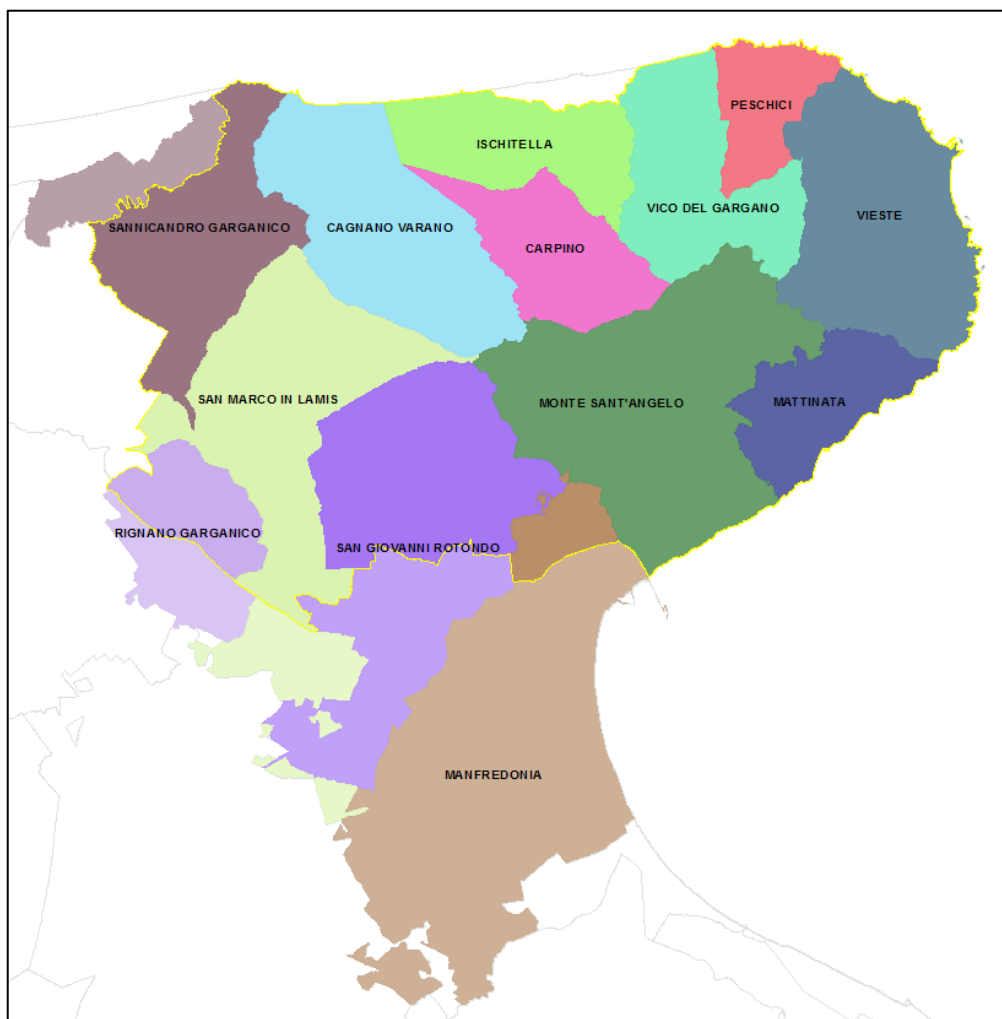 PESCHICI
ISCHITELLA
VICO DEL GARGANO
VIESTE
SANNICANDRO GARGANICO
CAGNANO VARANO
CARPINO
SAN MARCO IN LAMIS
MONTE SANT'ANGELO
MATTINATA
RIGNANO GARGANICO
SAN GIOVANNI ROTONDO
MANFREDONIA